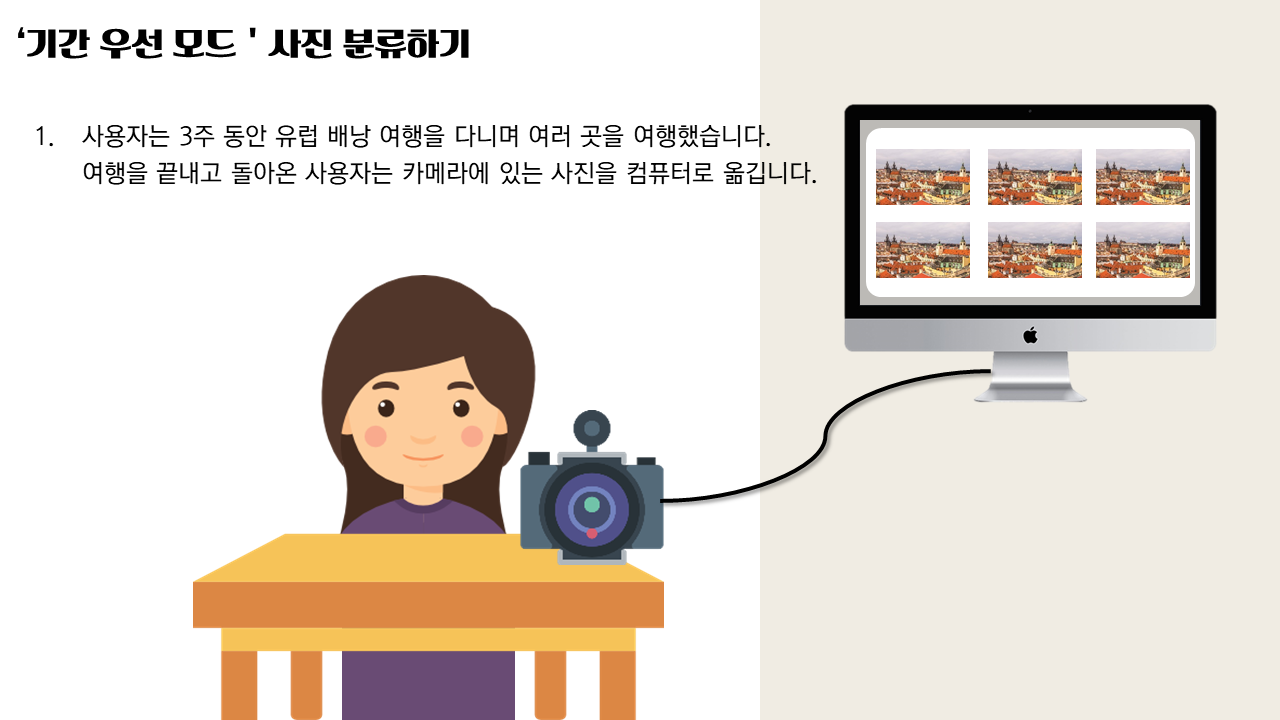 ‘기간 우선 모드 ' 사진 분류하기
1. 사용자는 3주 동안 유럽 배낭 여행을 다니며 여러 곳을 여행했습니다.
여행을 끝내고 돌아온 사용자는 카메라에 있는 사진을 컴퓨터로 옮깁니다.